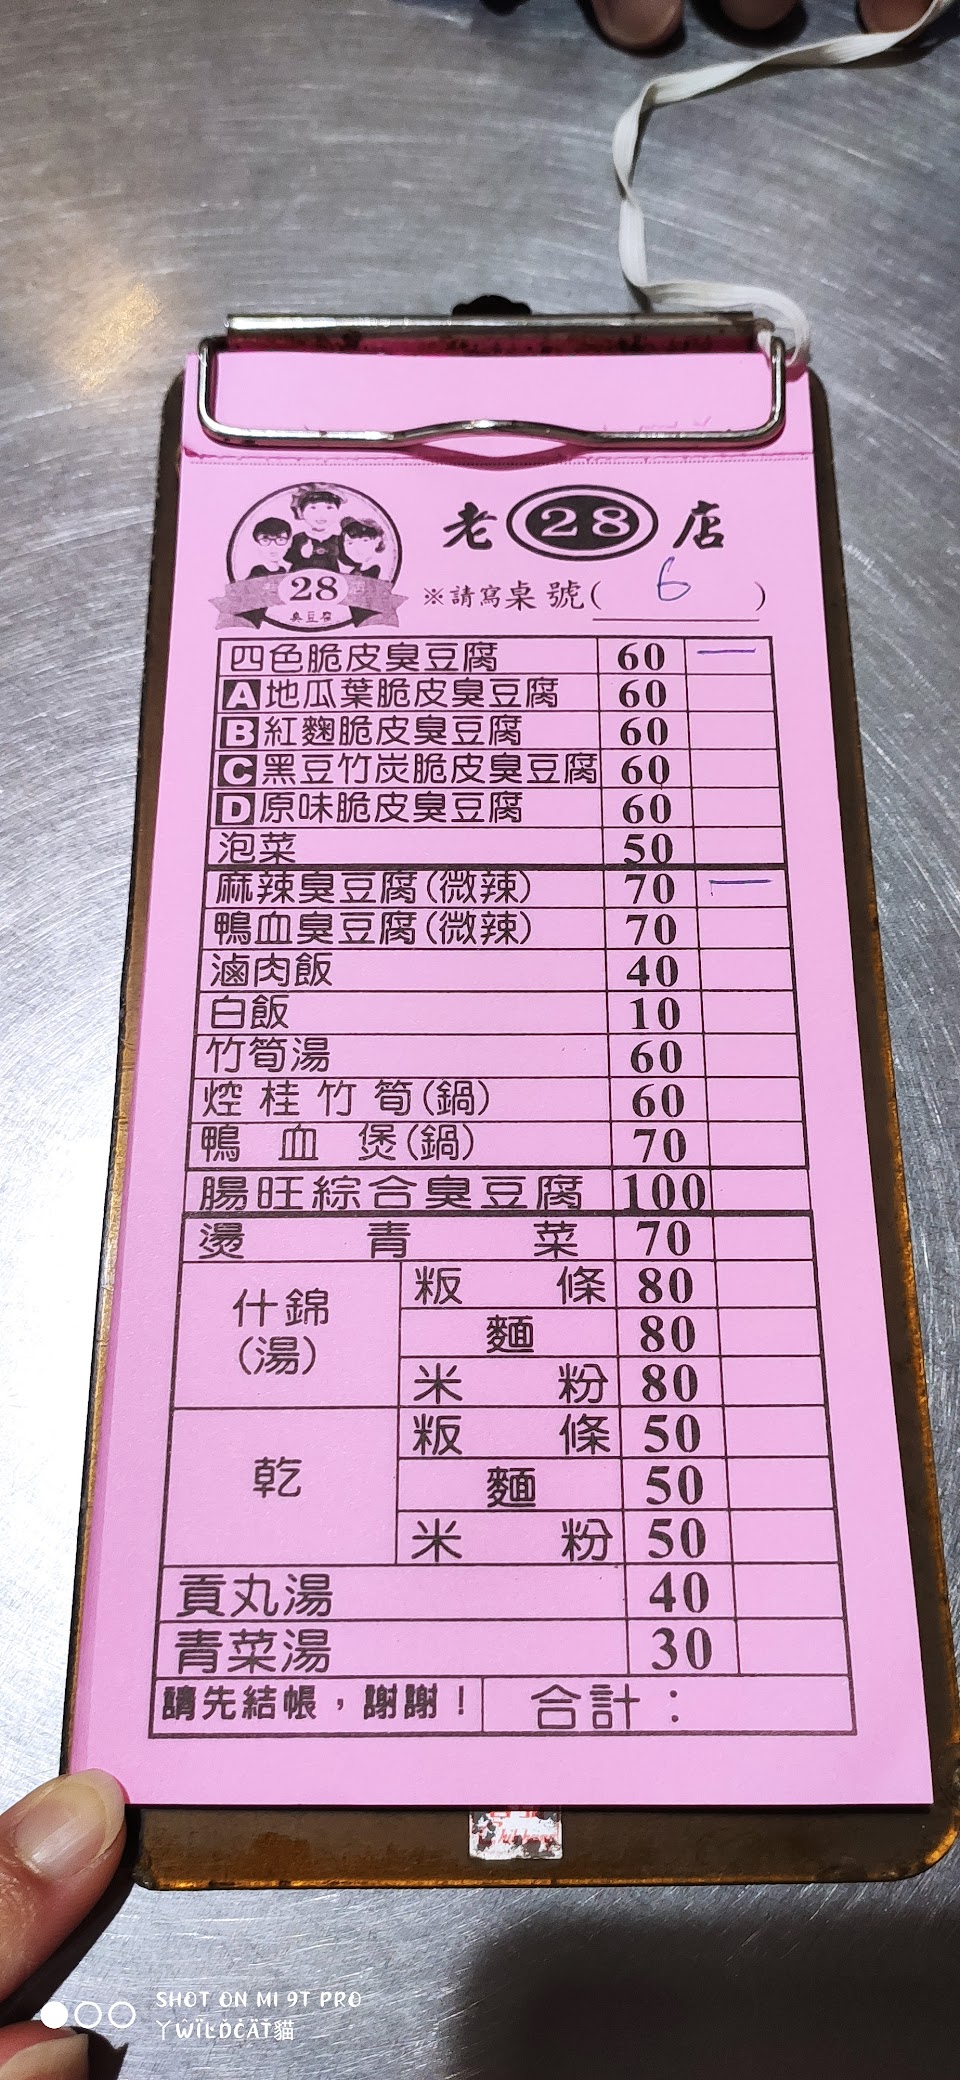 老28店
28
臭豆腐
※請寫桌號( 6 )
四色脆皮臭豆腐 60 一
A地瓜葉脆皮臭豆腐 60
B紅麴脆皮臭豆腐 60
C黑豆竹炭脆皮臭豆腐 60
D原味脆皮臭豆腐 60
泡菜 50
麻辣臭豆腐(微辣) 70 一
鴨血臭豆腐(微辣) 70
滷肉飯 40
白飯 10
竹筍湯 60
焢桂竹筍(鍋) 60
鴨血煲(鍋) 70
腸旺綜合臭豆腐 100
燙青菜 70
什錦(湯)
粄條 80
麵 80
米粉 80
乾
粄條 50
麵 50
米粉 50
貢丸湯 40
青菜湯 30
請先結帳，謝謝！ 合計：
SHOT ON MI 9T PRO
ㄚWÏLDCÄT貓